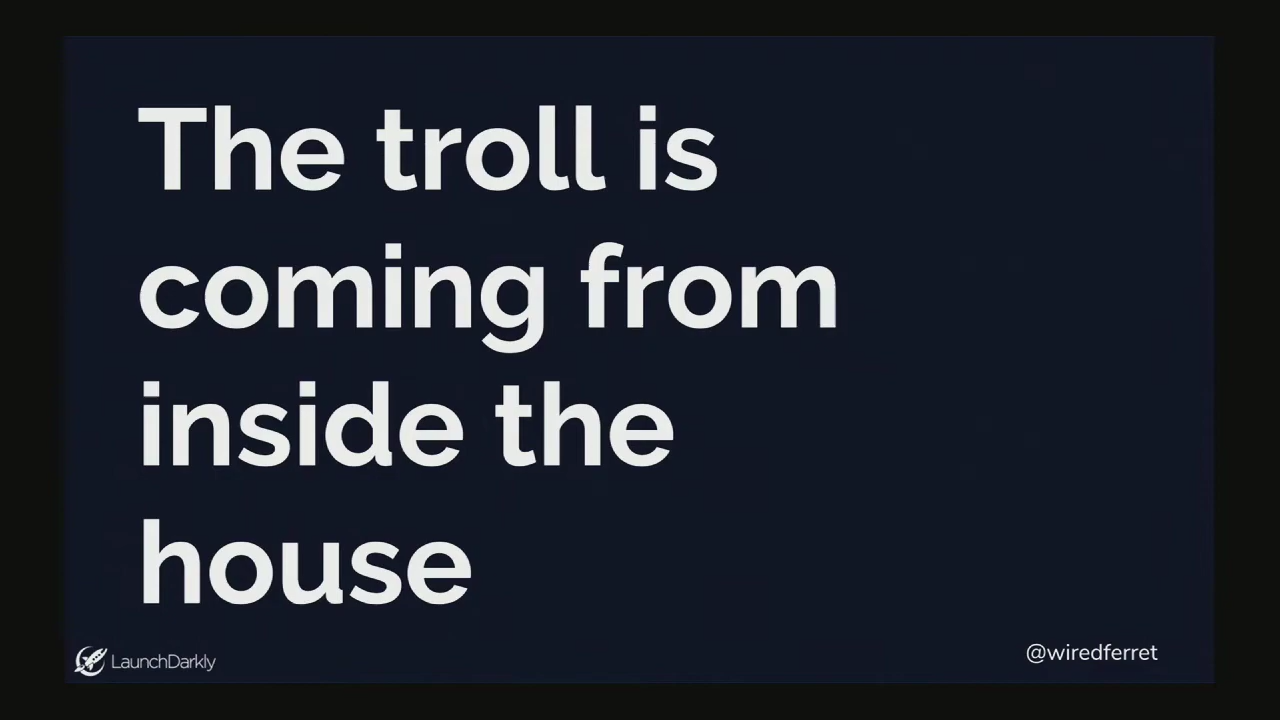 The troll is
coming from
inside the
house
LaunchDarkly
@wiredferret